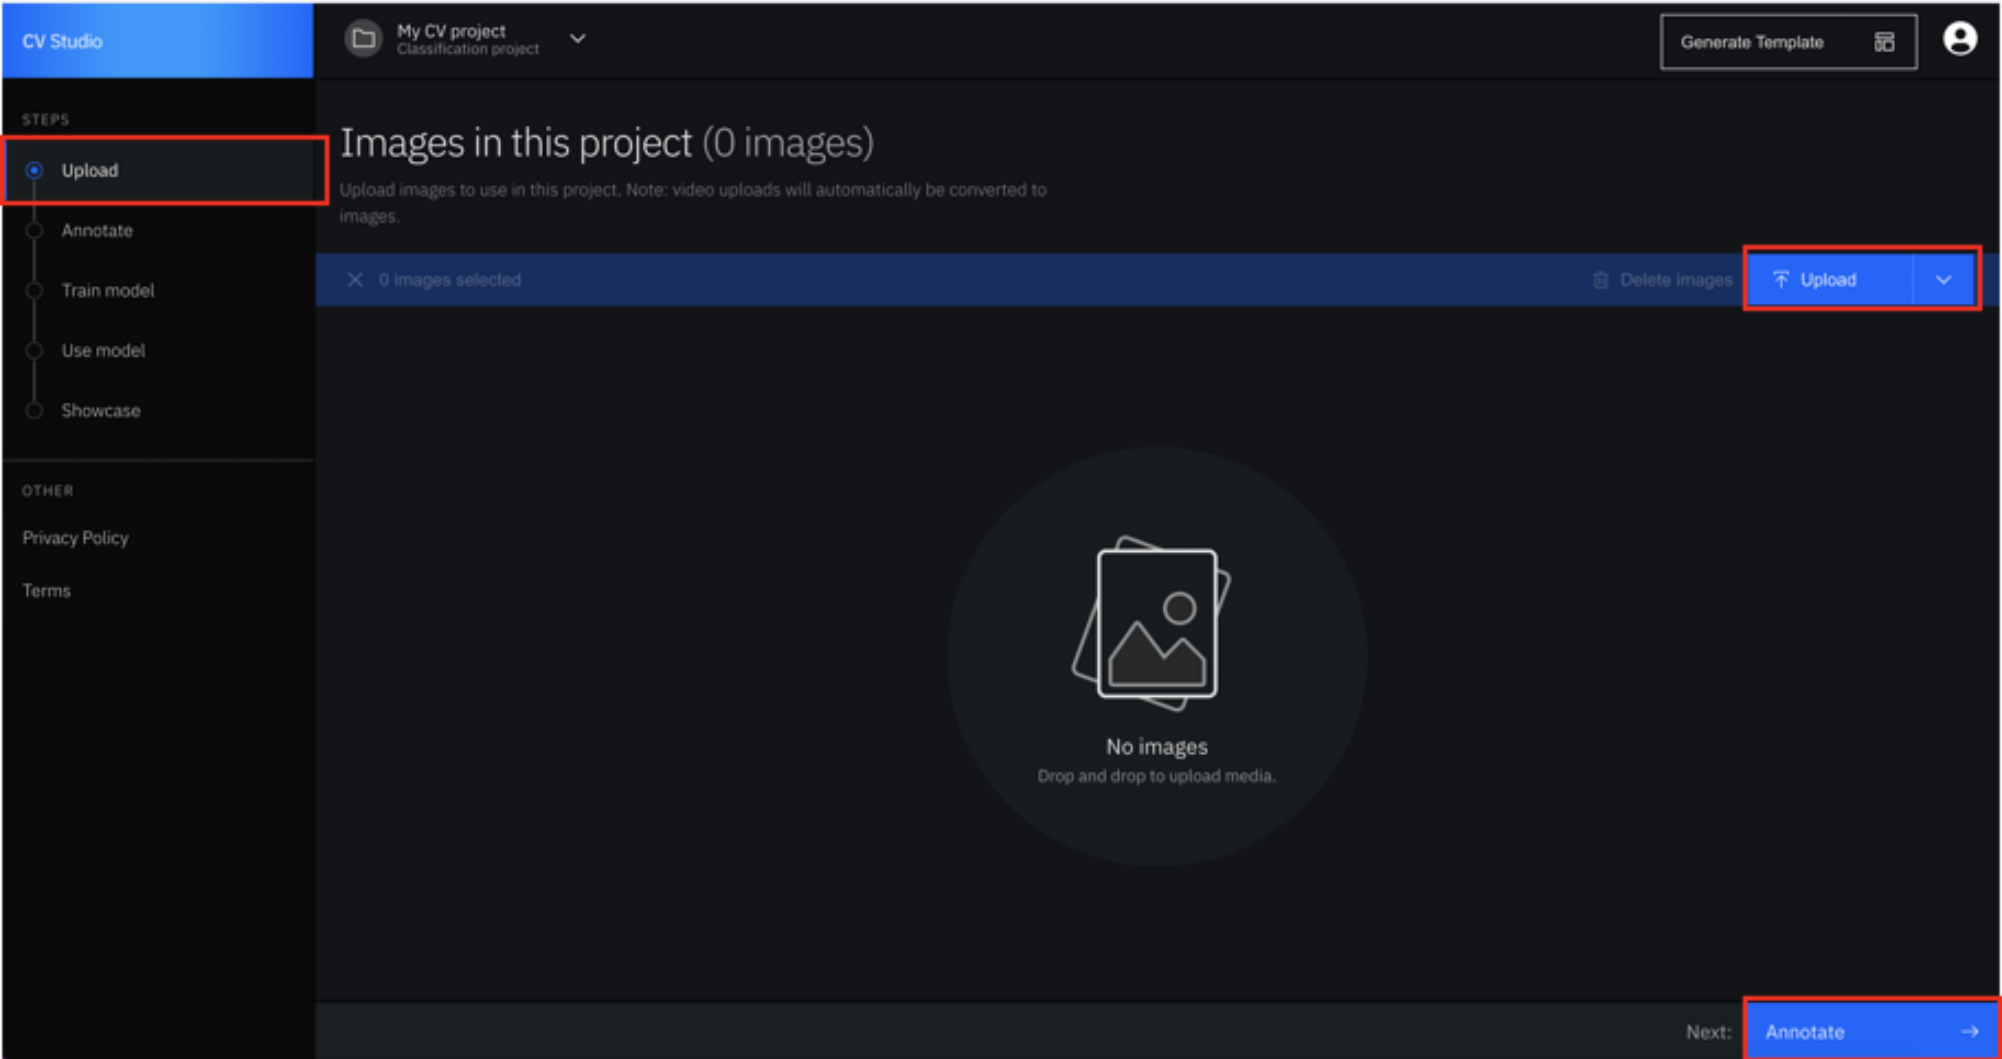 CV Studio
My CV project
Classification project
Generate Template
STEPS
Upload
Annotate
Train model
Use model
Showcase
OTHER
Privacy Policy
Terms
Images in this project (0 images)
Upload images to use in this project. Note: video uploads will automatically be converted to
images.
0 images selected
Delete images
Upload
No images
Drop and drop to upload media.
Next:
Annotate